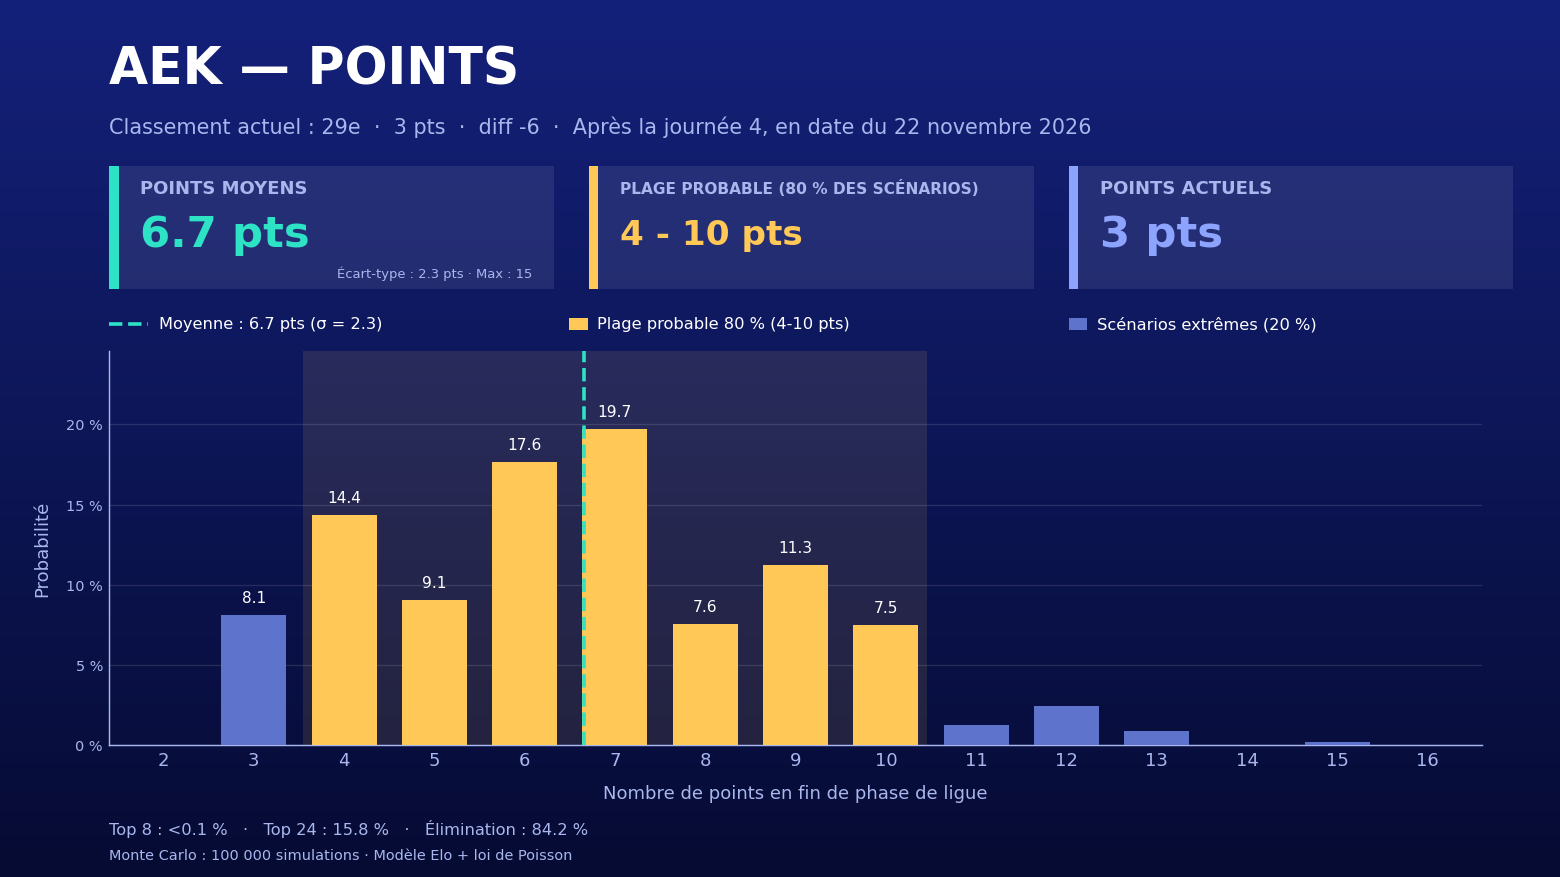 AEK — POINTS
Classement actuel : 29e · 3 pts · diff -6 · Après la journée 4, en date du 22 novembre 2026
POINTS MOYENS
6.7 pts
Écart-type : 2.3 pts · Max : 15
PLAGE PROBABLE (80 % DES SCÉNARIOS)
4 - 10 pts
POINTS ACTUELS
3 pts
Moyenne : 6.7 pts (σ = 2.3)
Plage probable 80 % (4-10 pts)
Scénarios extrêmes (20 %)
Probabilité
20 %
15 %
10 %
5 %
0 %
8.1
14.4
9.1
17.6
19.7
7.6
11.3
7.5
2 3 4 5 6 7 8 9 10 11 12 13 14 15 16
Nombre de points en fin de phase de ligue
Top 8 : <0.1 % · Top 24 : 15.8 % · Élimination : 84.2 %
Monte Carlo : 100 000 simulations · Modèle Elo + loi de Poisson